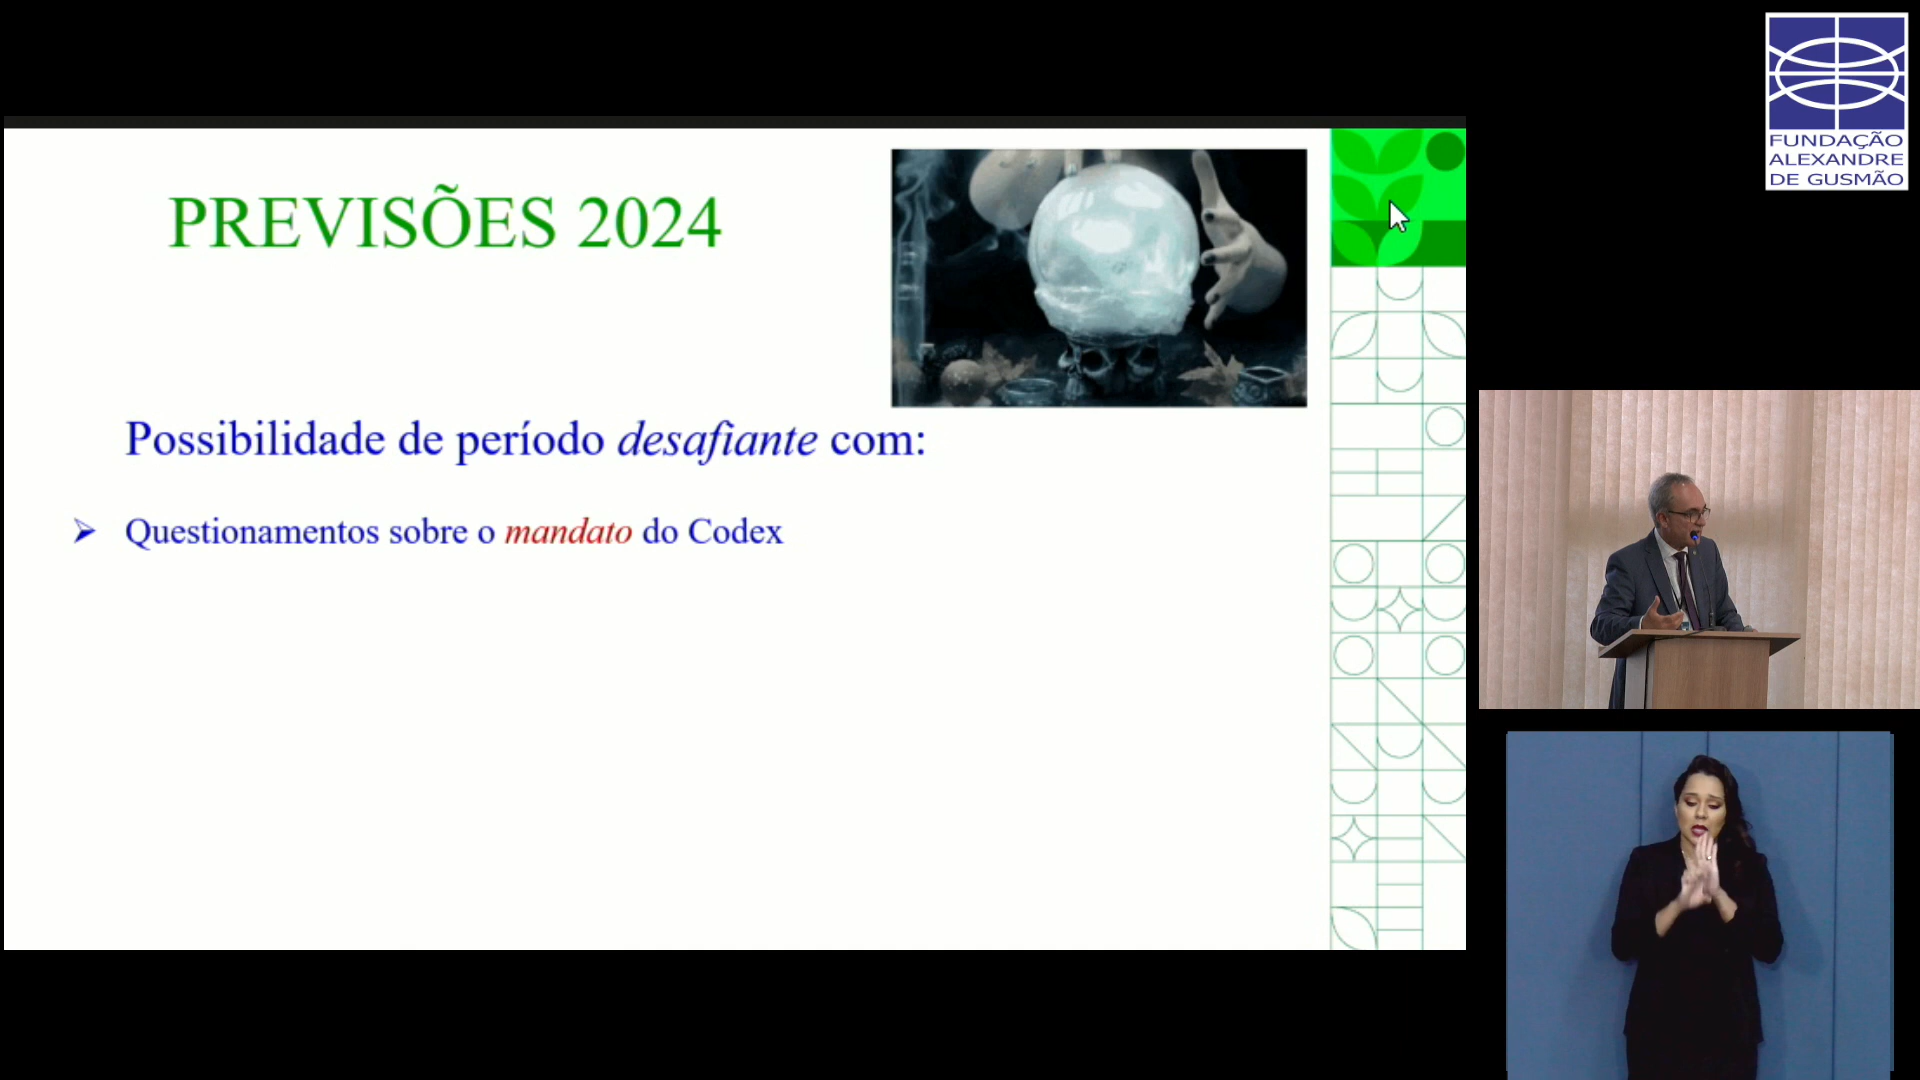 PREVISÕES 2024
Possibilidade de período desafiante com:
➢ Questionamentos sobre o mandato do Codex
FUNDAÇÃO
ALEXANDRE
DE GUSMÃO